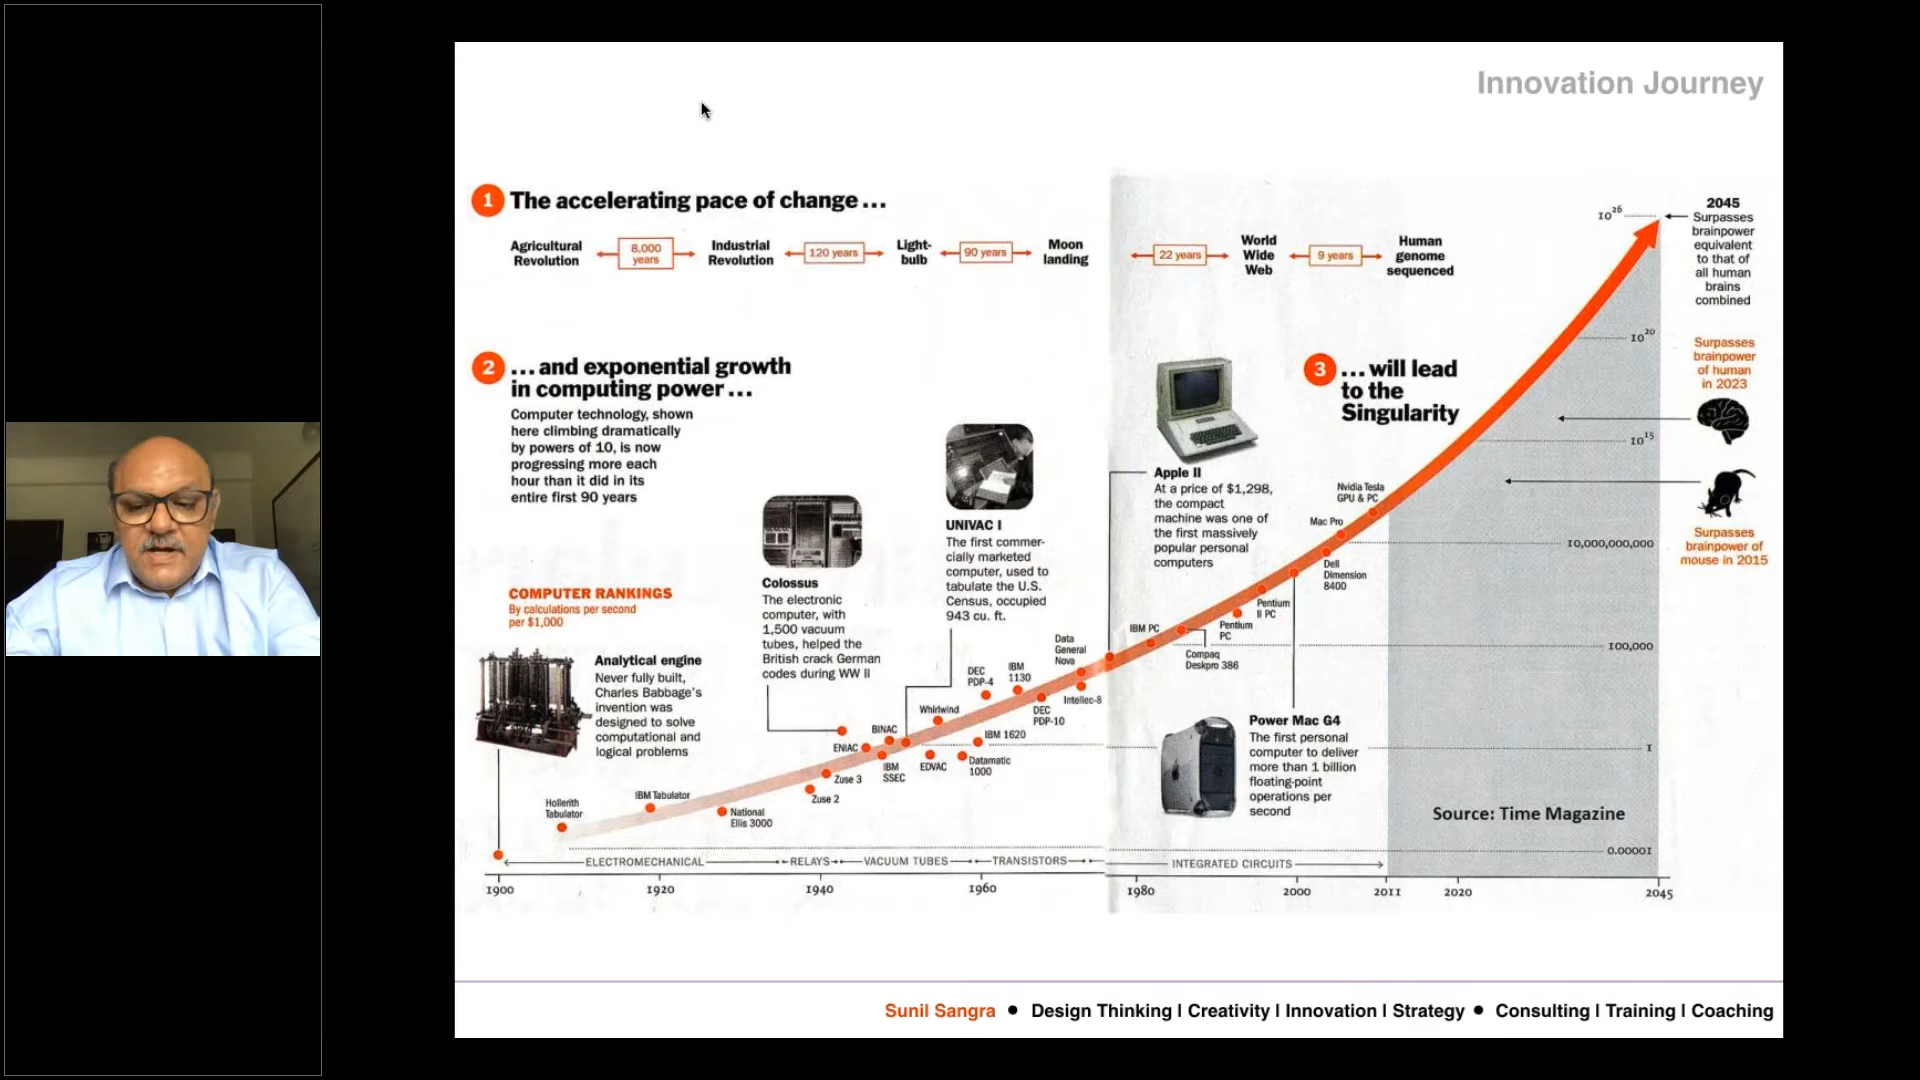 Innovation Journey
1 The accelerating pace of change...
Agricultural
Revolution
8,000
years
Industrial
Revolution
120 years
Light-
bulb
90 years
Moon
landing
22 years
World
Wide
Web
9 years
Human
genome
sequenced
2 ...and exponential growth
in computing power...
Computer technology, shown
here climbing dramatically
by powers of 10, is now
progressing more each
hour than it did in its
entire first 90 years
3 ...will lead
to the
Singularity
2045
Surpasses
brainpower
equivalent
to that of
all human
brains
combined
Surpasses
brainpower
of human
in 2023
Surpasses
brainpower of
mouse in 2015
10²⁶
10²⁰
10¹⁵
10,000,000,000
100,000
1
0.00001
COMPUTER RANKINGS
By calculations per second
per $1,000
Analytical engine
Never fully built,
Charles Babbage's
invention was
designed to solve
computational and
logical problems
Colossus
The electronic
computer, with
1,500 vacuum
tubes, helped the
British crack German
codes during WW II
UNIVAC I
The first commer-
cially marketed
computer, used to
tabulate the U.S.
Census, occupied
943 cu. ft.
Apple II
At a price of $1,298,
the compact
machine was one of
the first massively
popular personal
computers
Power Mac G4
The first personal
computer to deliver
more than 1 billion
floating-point
operations per
second
Hollerith
Tabulator
IBM Tabulator
National
Ellis 3000
Zuse 2
Zuse 3
ENIAC
BINAC
IBM
SSEC
Whirlwind
EDVAC
Datamatic
1000
IBM 1620
DEC
PDP-4
IBM
1130
DEC
PDP-10
Data
General
Nova
Intellec-8
IBM PC
Compaq
Deskpro 386
Pentium
PC
Pentium
II PC
Dell
Dimension
8400
Mac Pro
Nvidia Tesla
GPU & PC
Source: Time Magazine
ELECTROMECHANICAL
RELAYS
VACUUM TUBES
TRANSISTORS
INTEGRATED CIRCUITS
1900
1920
1940
1960
1980
2000
2011
2020
2045
Sunil Sangra ● Design Thinking | Creativity | Innovation | Strategy ● Consulting | Training | Coaching